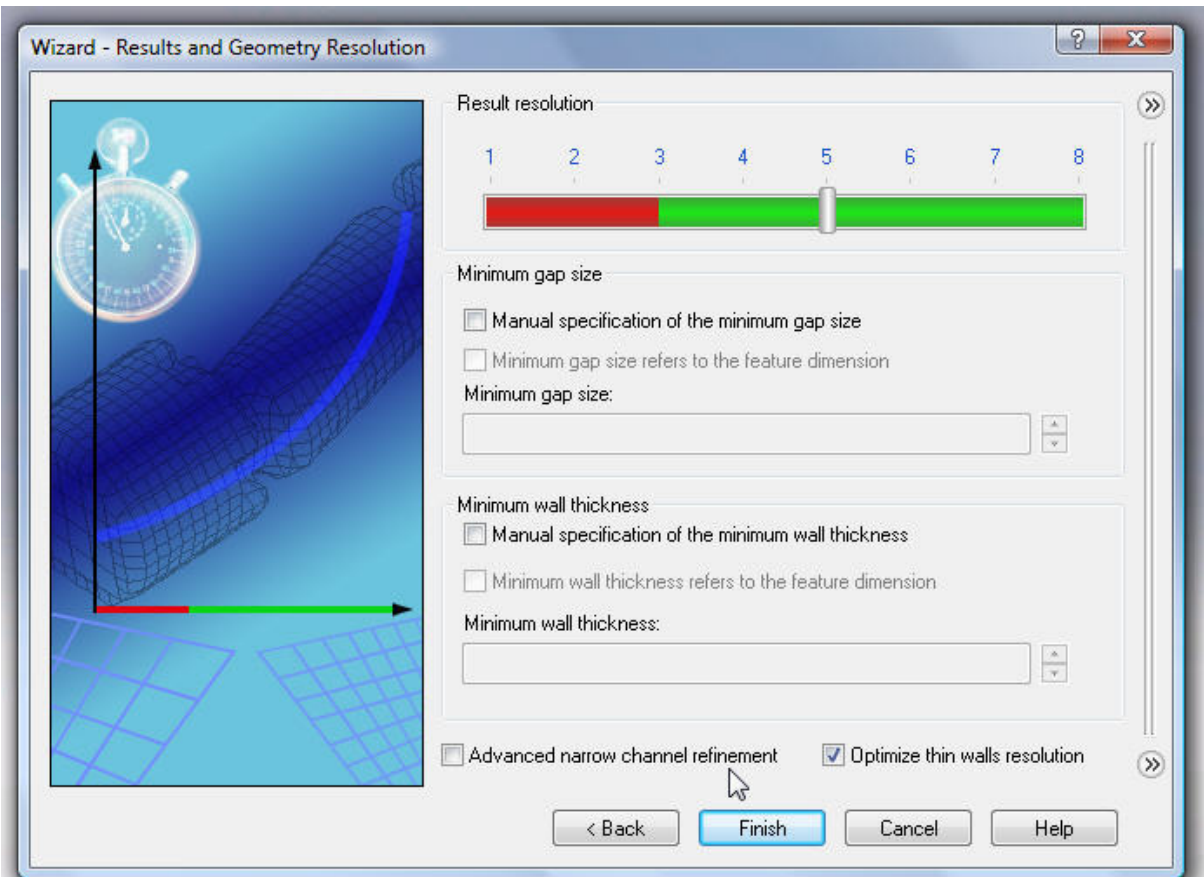 Wizard - Results and Geometry Resolution
Result resolution
1 2 3 4 5 6 7 8
Minimum gap size
Manual specification of the minimum gap size
Minimum gap size refers to the feature dimension
Minimum gap size:
Minimum wall thickness
Manual specification of the minimum wall thickness
Minimum wall thickness refers to the feature dimension
Minimum wall thickness:
Advanced narrow channel refinement Optimize thin walls resolution
< Back Finish Cancel Help